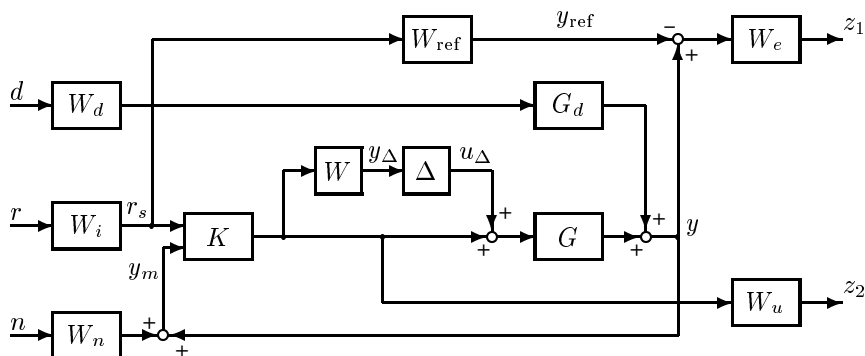 y_ref
W_ref - + W_e z_1
d W_d G_d
W y_Δ Δ u_Δ
r W_i r_s K + + G + + y
y_m
W_u z_2
n W_n + +